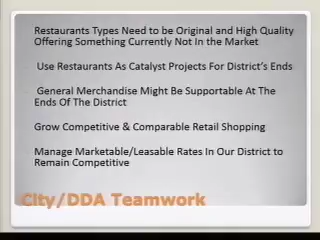 Restaurants Types Need to be Original and High Quality
Offering Something Currently Not In the Market
Use Restaurants As Catalyst Projects For District's Ends
General Merchandise Might Be Supportable At The
Ends Of The District
Grow Competitive & Comparable Retail Shopping
Manage Marketable/Leasable Rates In Our District to
Remain Competitive
City/DDA Teamwork